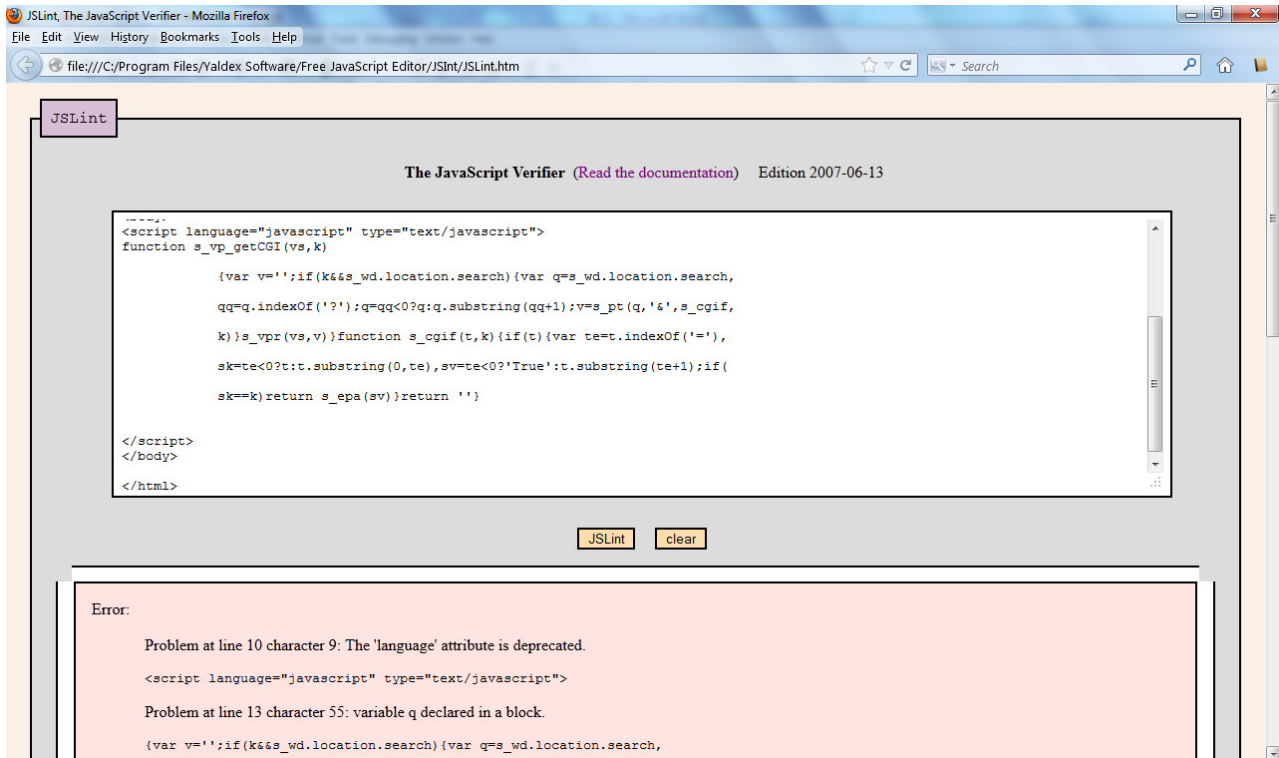 JSLint, The JavaScript Verifier - Mozilla Firefox
File Edit View History Bookmarks Tools Help
file:///C:/Program Files/Yaldex Software/Free JavaScript Editor/JSInt/JSLint.htm
Search
JSLint
The JavaScript Verifier (Read the documentation) Edition 2007-06-13
<script language="javascript" type="text/javascript">
function s_vp_getCGI(vs,k)
{var v='';if(k&&s_wd.location.search){var q=s_wd.location.search,
qq=q.indexOf('?');q=qq<0?q:q.substring(qq+1);v=s_pt(q,'&',s_cgif,
k)}s_vpr(vs,v)}function s_cgif(t,k){if(t){var te=t.indexOf('='),
sk=te<0?t:t.substring(0,te),sv=te<0?'True':t.substring(te+1);if(
sk==k)return s_epa(sv)}return ''}
</script>
</body>
</html>
JSLint clear
Error:
Problem at line 10 character 9: The 'language' attribute is deprecated.
<script language="javascript" type="text/javascript">
Problem at line 13 character 55: variable q declared in a block.
{var v='';if(k&&s_wd.location.search){var q=s_wd.location.search,